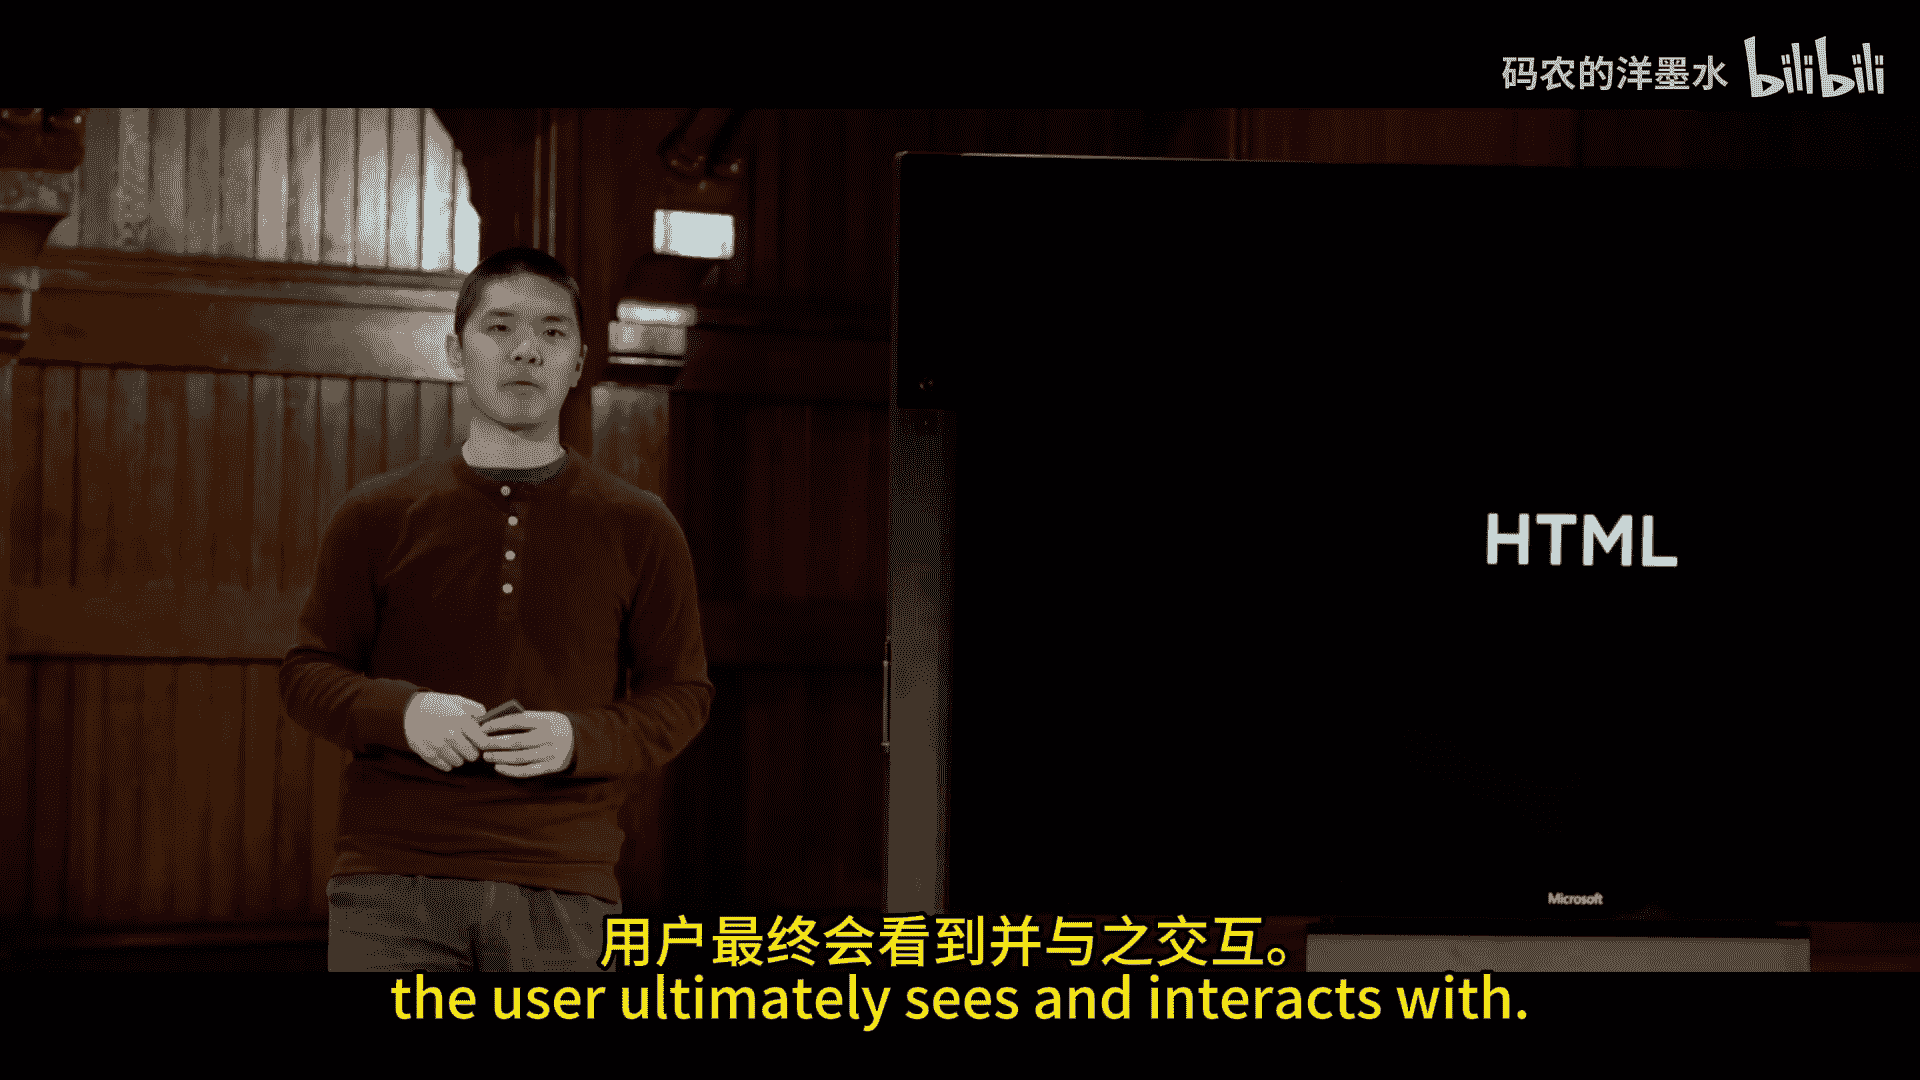 码农的洋墨水 bilibili
HTML
Microsoft
用户最终会看到并与之交互。
the user ultimately sees and interacts with.